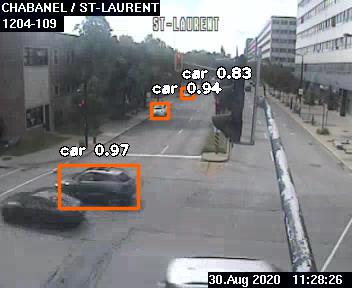 CHABANEL / ST-LAURENT
1204-109
ST-LAURENT
car 0.83
car 0.94
car 0.97
30.Aug 2020 11:28:26